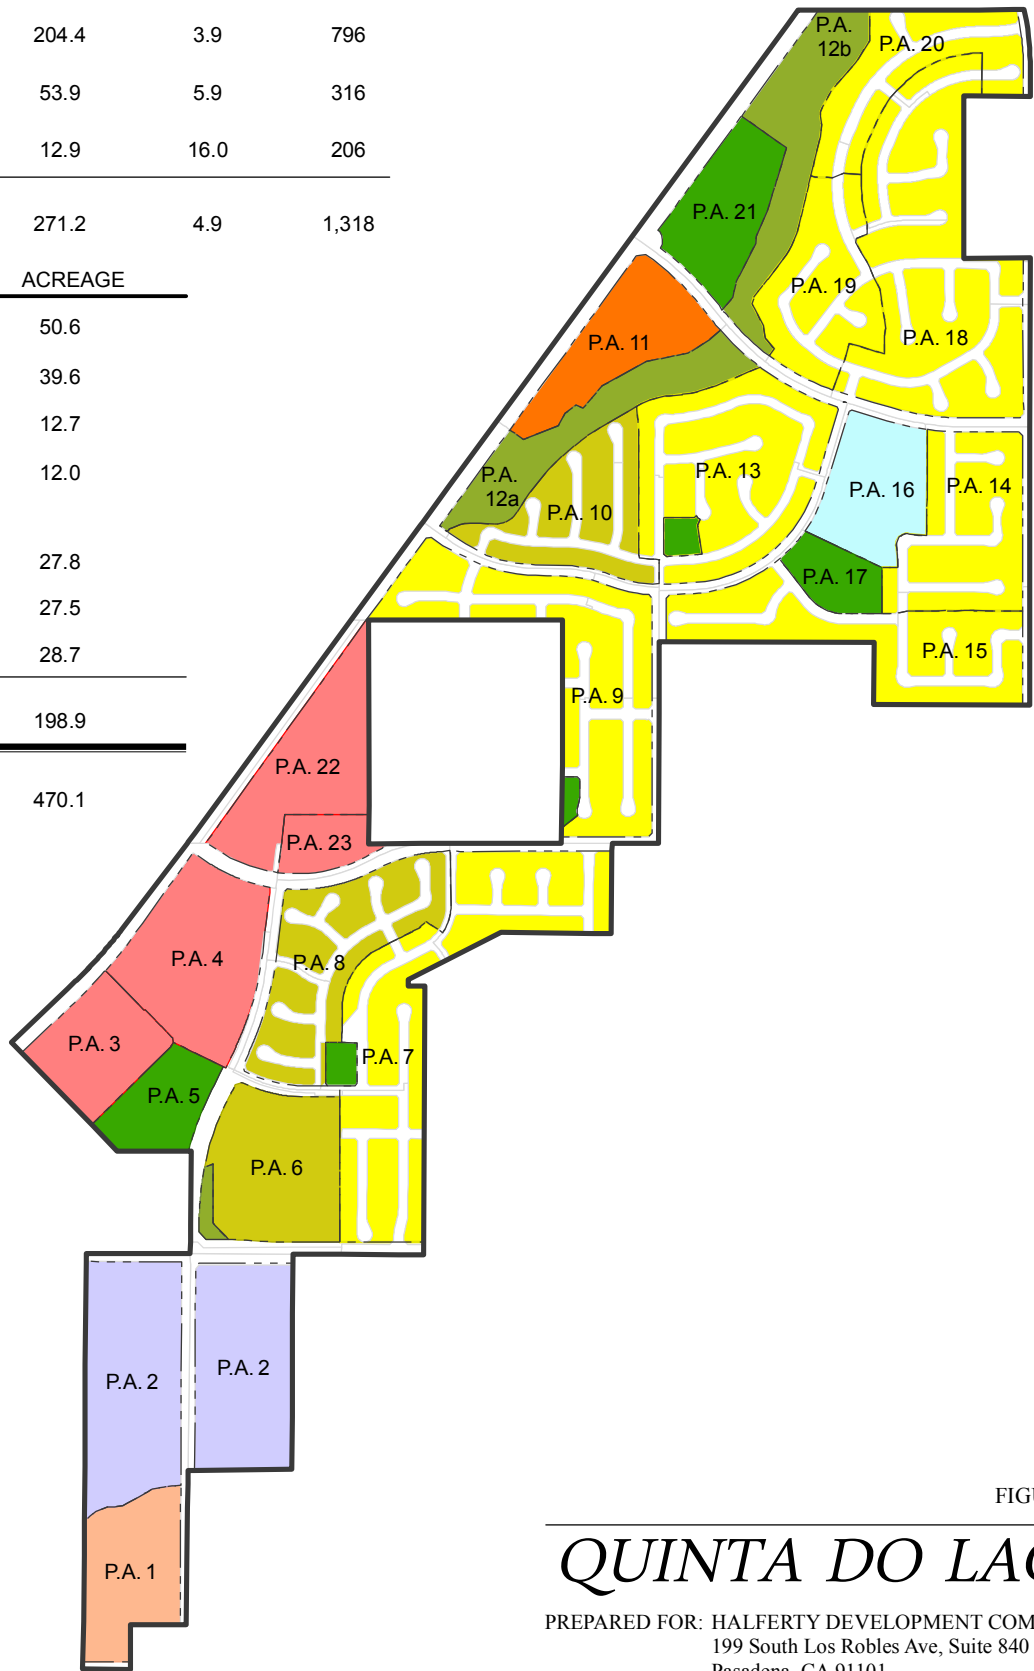 204.4 3.9 796
53.9 5.9 316
12.9 16.0 206
271.2 4.9 1,318
ACREAGE
50.6
39.6
12.7
12.0
27.8
27.5
28.7
198.9
470.1
P.A.
12b
P.A. 20
P.A. 21
P.A. 19
P.A. 18
P.A. 11
P.A. 13
P.A.
12a
P.A. 10
P.A. 16
P.A. 14
P.A. 17
P.A. 15
P.A. 9
P.A. 22
P.A. 23
P.A. 4
P.A. 8
P.A. 3
P.A. 7
P.A. 5
P.A. 6
P.A. 2
P.A. 2
P.A. 1
QUINTA DO
PREPARED FOR: HALFERTY DEVELOPMENT
199 South Los Robles Ave, Suite 840
Pasadena, CA 91101